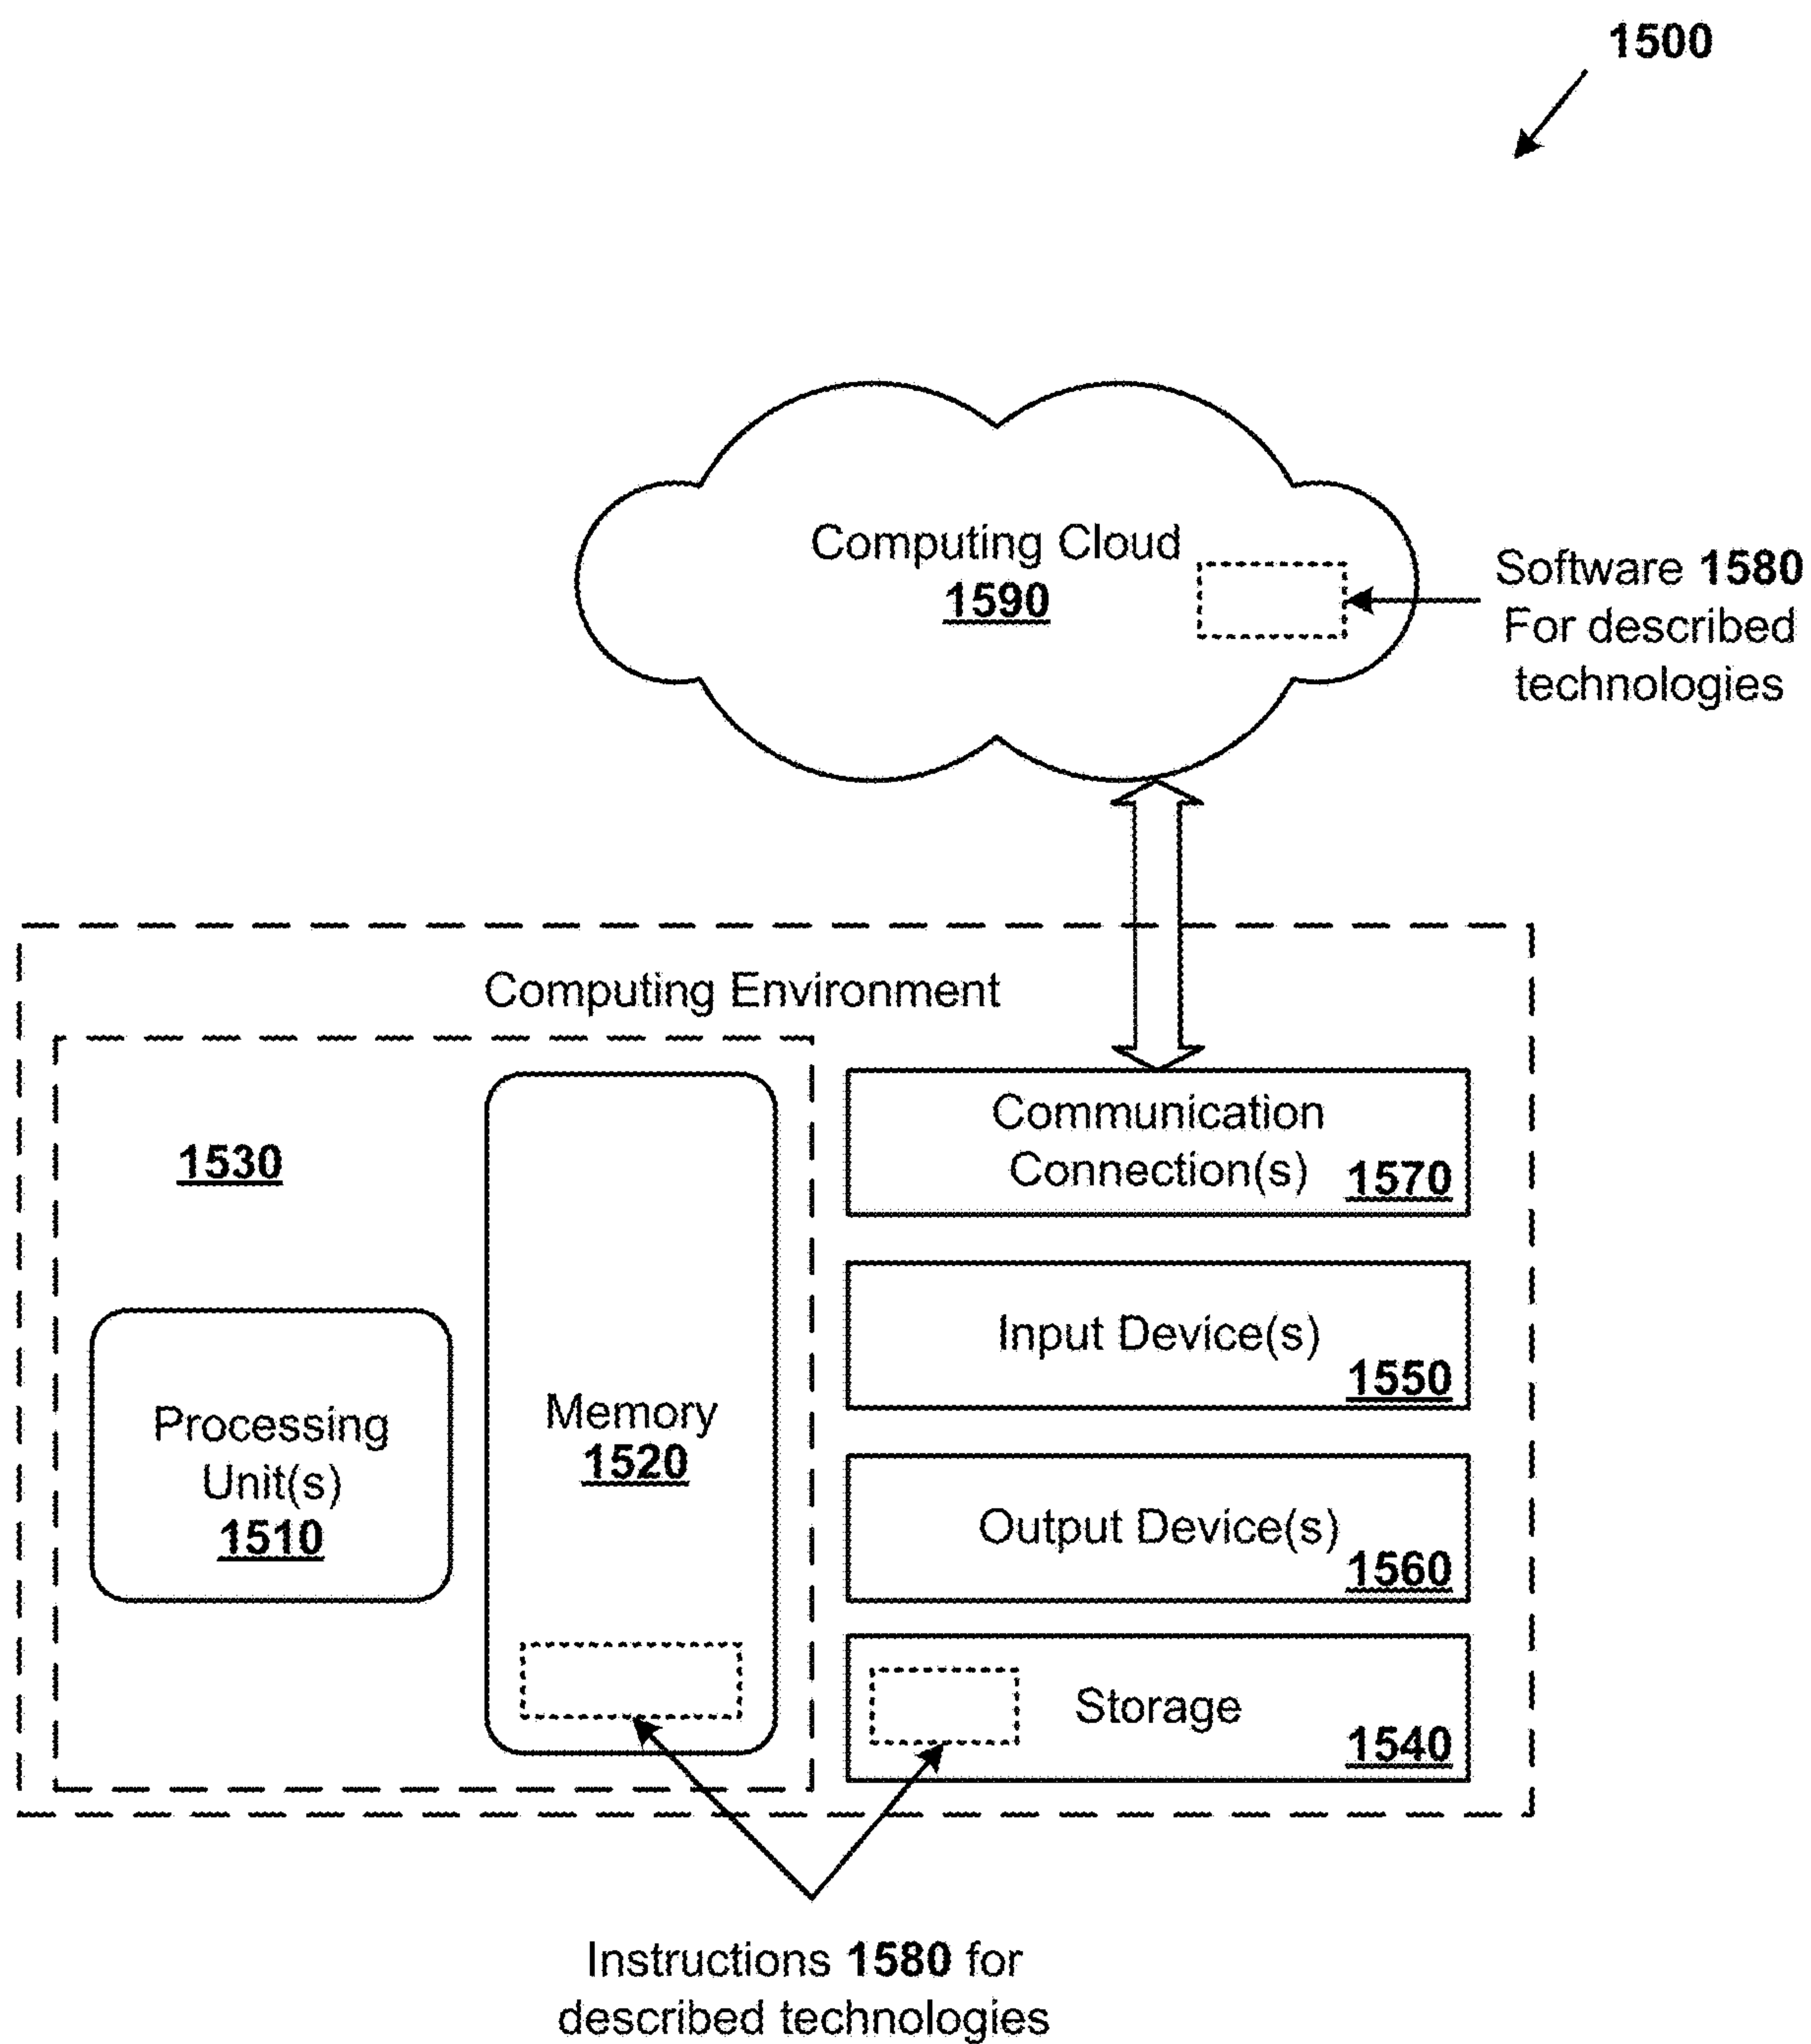 1500
Computing Cloud
1590
Software 1580
For described
technologies
Computing Environment
1530
Processing
Unit(s)
1510
Memory
1520
Communication
Connection(s)
1570
Input Device(s)
1550
Output Device(s)
1560
Storage
1540
Instructions 1580 for
described technologies